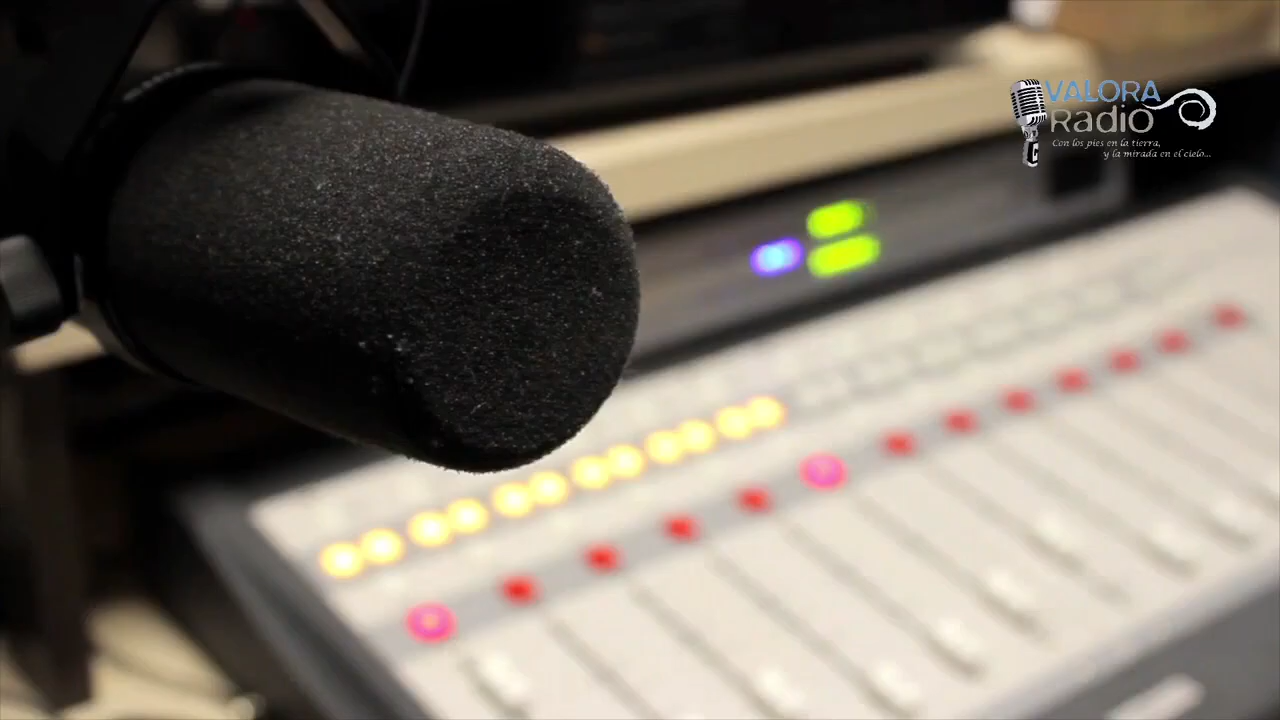 VALORA
Radio
Con los pies en la tierra,
y la mirada en el cielo...